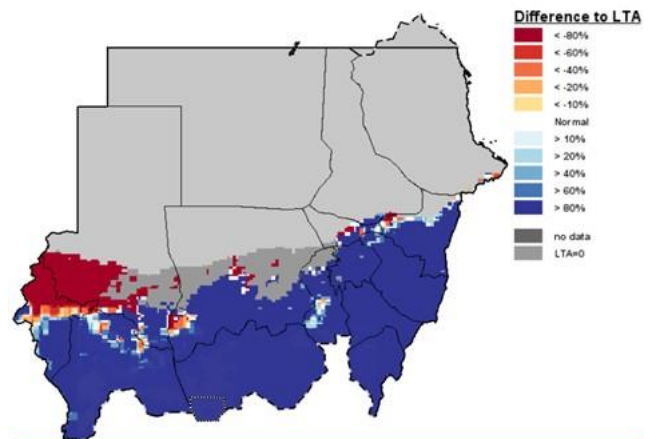 Difference to LTA
< -80%
< -60%
< -40%
< -20%
< -10%
Normal
> 10%
> 20%
> 40%
> 60%
> 80%
no data
LTA=0